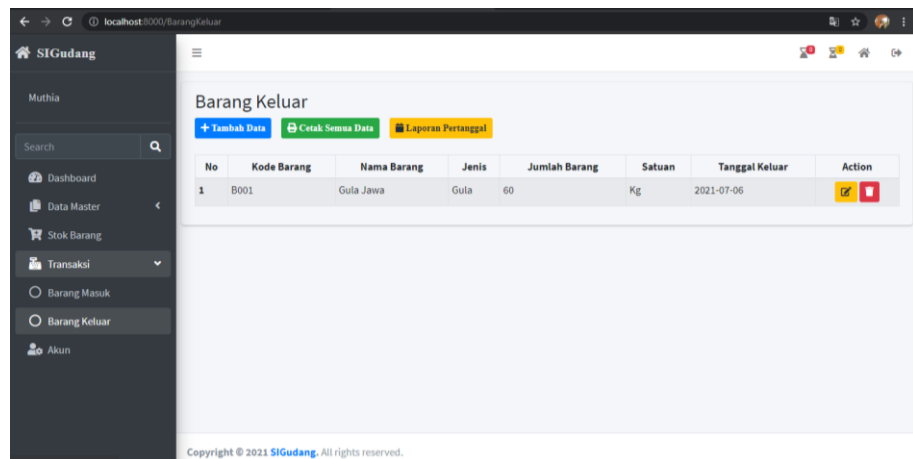 localhost:8000/BarangKeluar
SIGudang
Muthia
Search
Dashboard
Data Master
Stok Barang
Transaksi
Barang Masuk
Barang Keluar
Akun
Barang Keluar
Tambah Data Cetak Semua Data Laporan Pertanggal
No Kode Barang Nama Barang Jenis Jumlah Barang Satuan Tanggal Keluar Action
1 B001 Gula Jawa Gula 60 Kg 2021-07-06
Copyright © 2021 SIGudang. All rights reserved.